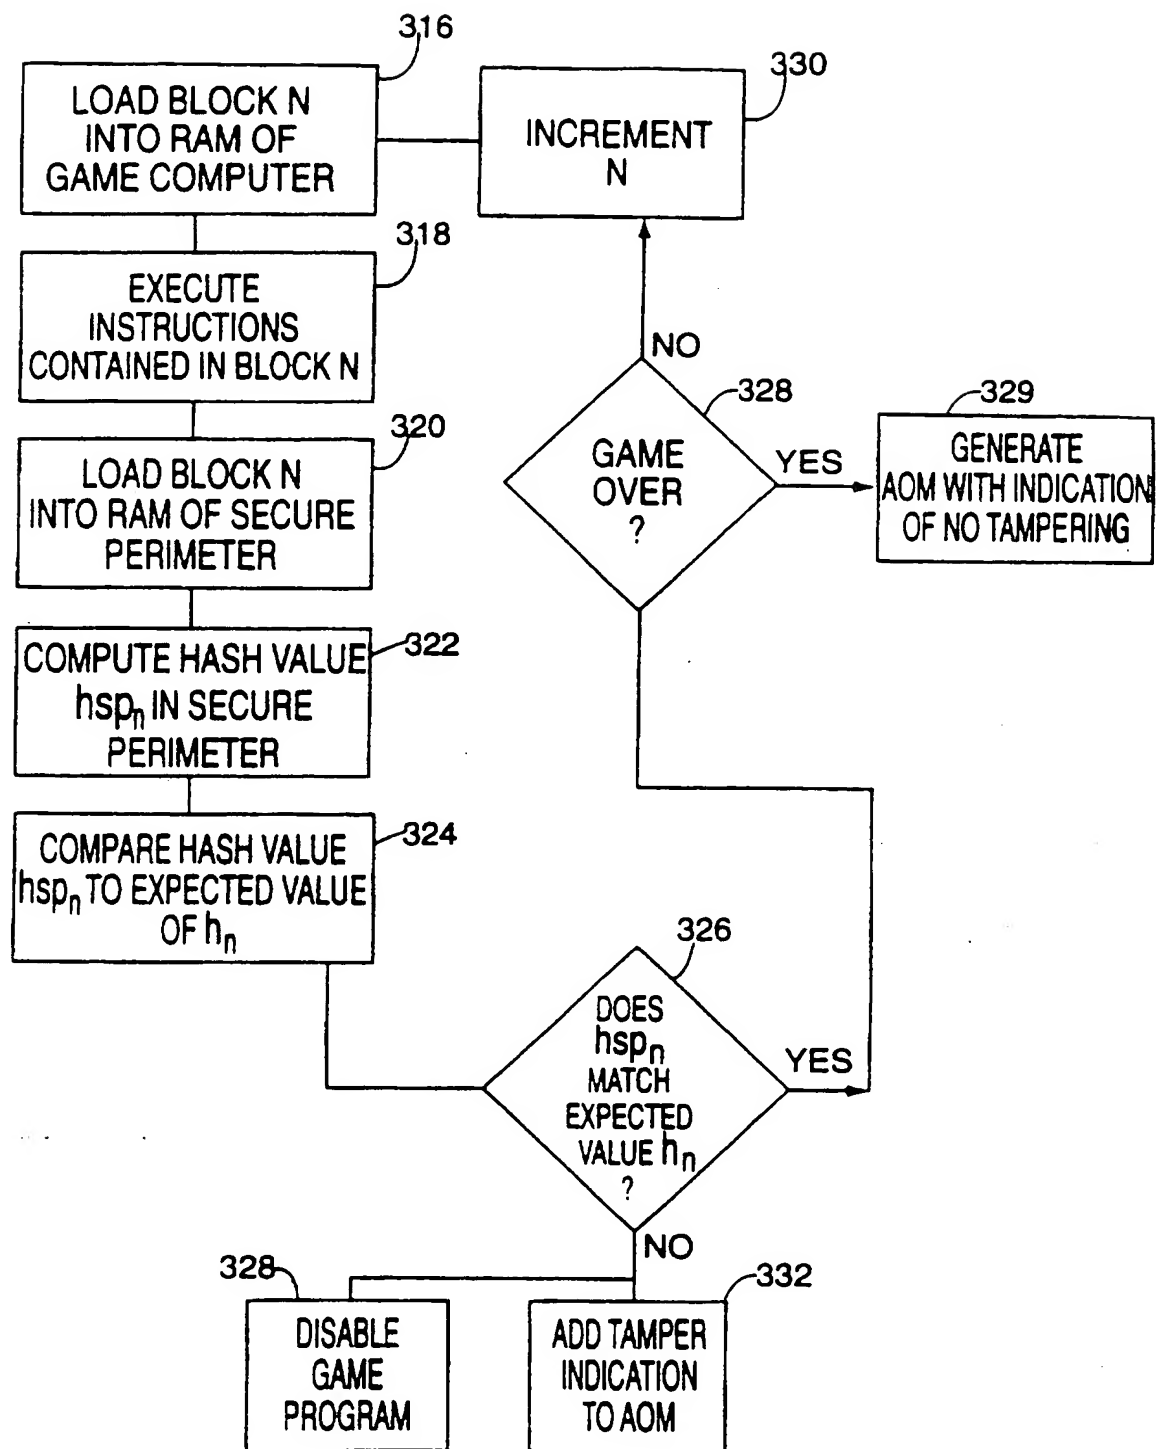 316
LOAD BLOCK N
INTO RAM OF
GAME COMPUTER
330
INCREMENT
N
318
EXECUTE
INSTRUCTIONS
CONTAINED IN BLOCK N
NO
328
GAME
OVER
?
YES
329
GENERATE
AOM WITH INDICATION
OF NO TAMPERING
320
LOAD BLOCK N
INTO RAM OF SECURE
PERIMETER
322
COMPUTE HASH VALUE
hspn IN SECURE
PERIMETER
324
COMPARE HASH VALUE
hspn TO EXPECTED VALUE
OF hn
326
DOES
hspn
MATCH
EXPECTED
VALUE hn
?
YES
NO
328
DISABLE
GAME
PROGRAM
332
ADD TAMPER
INDICATION
TO AOM